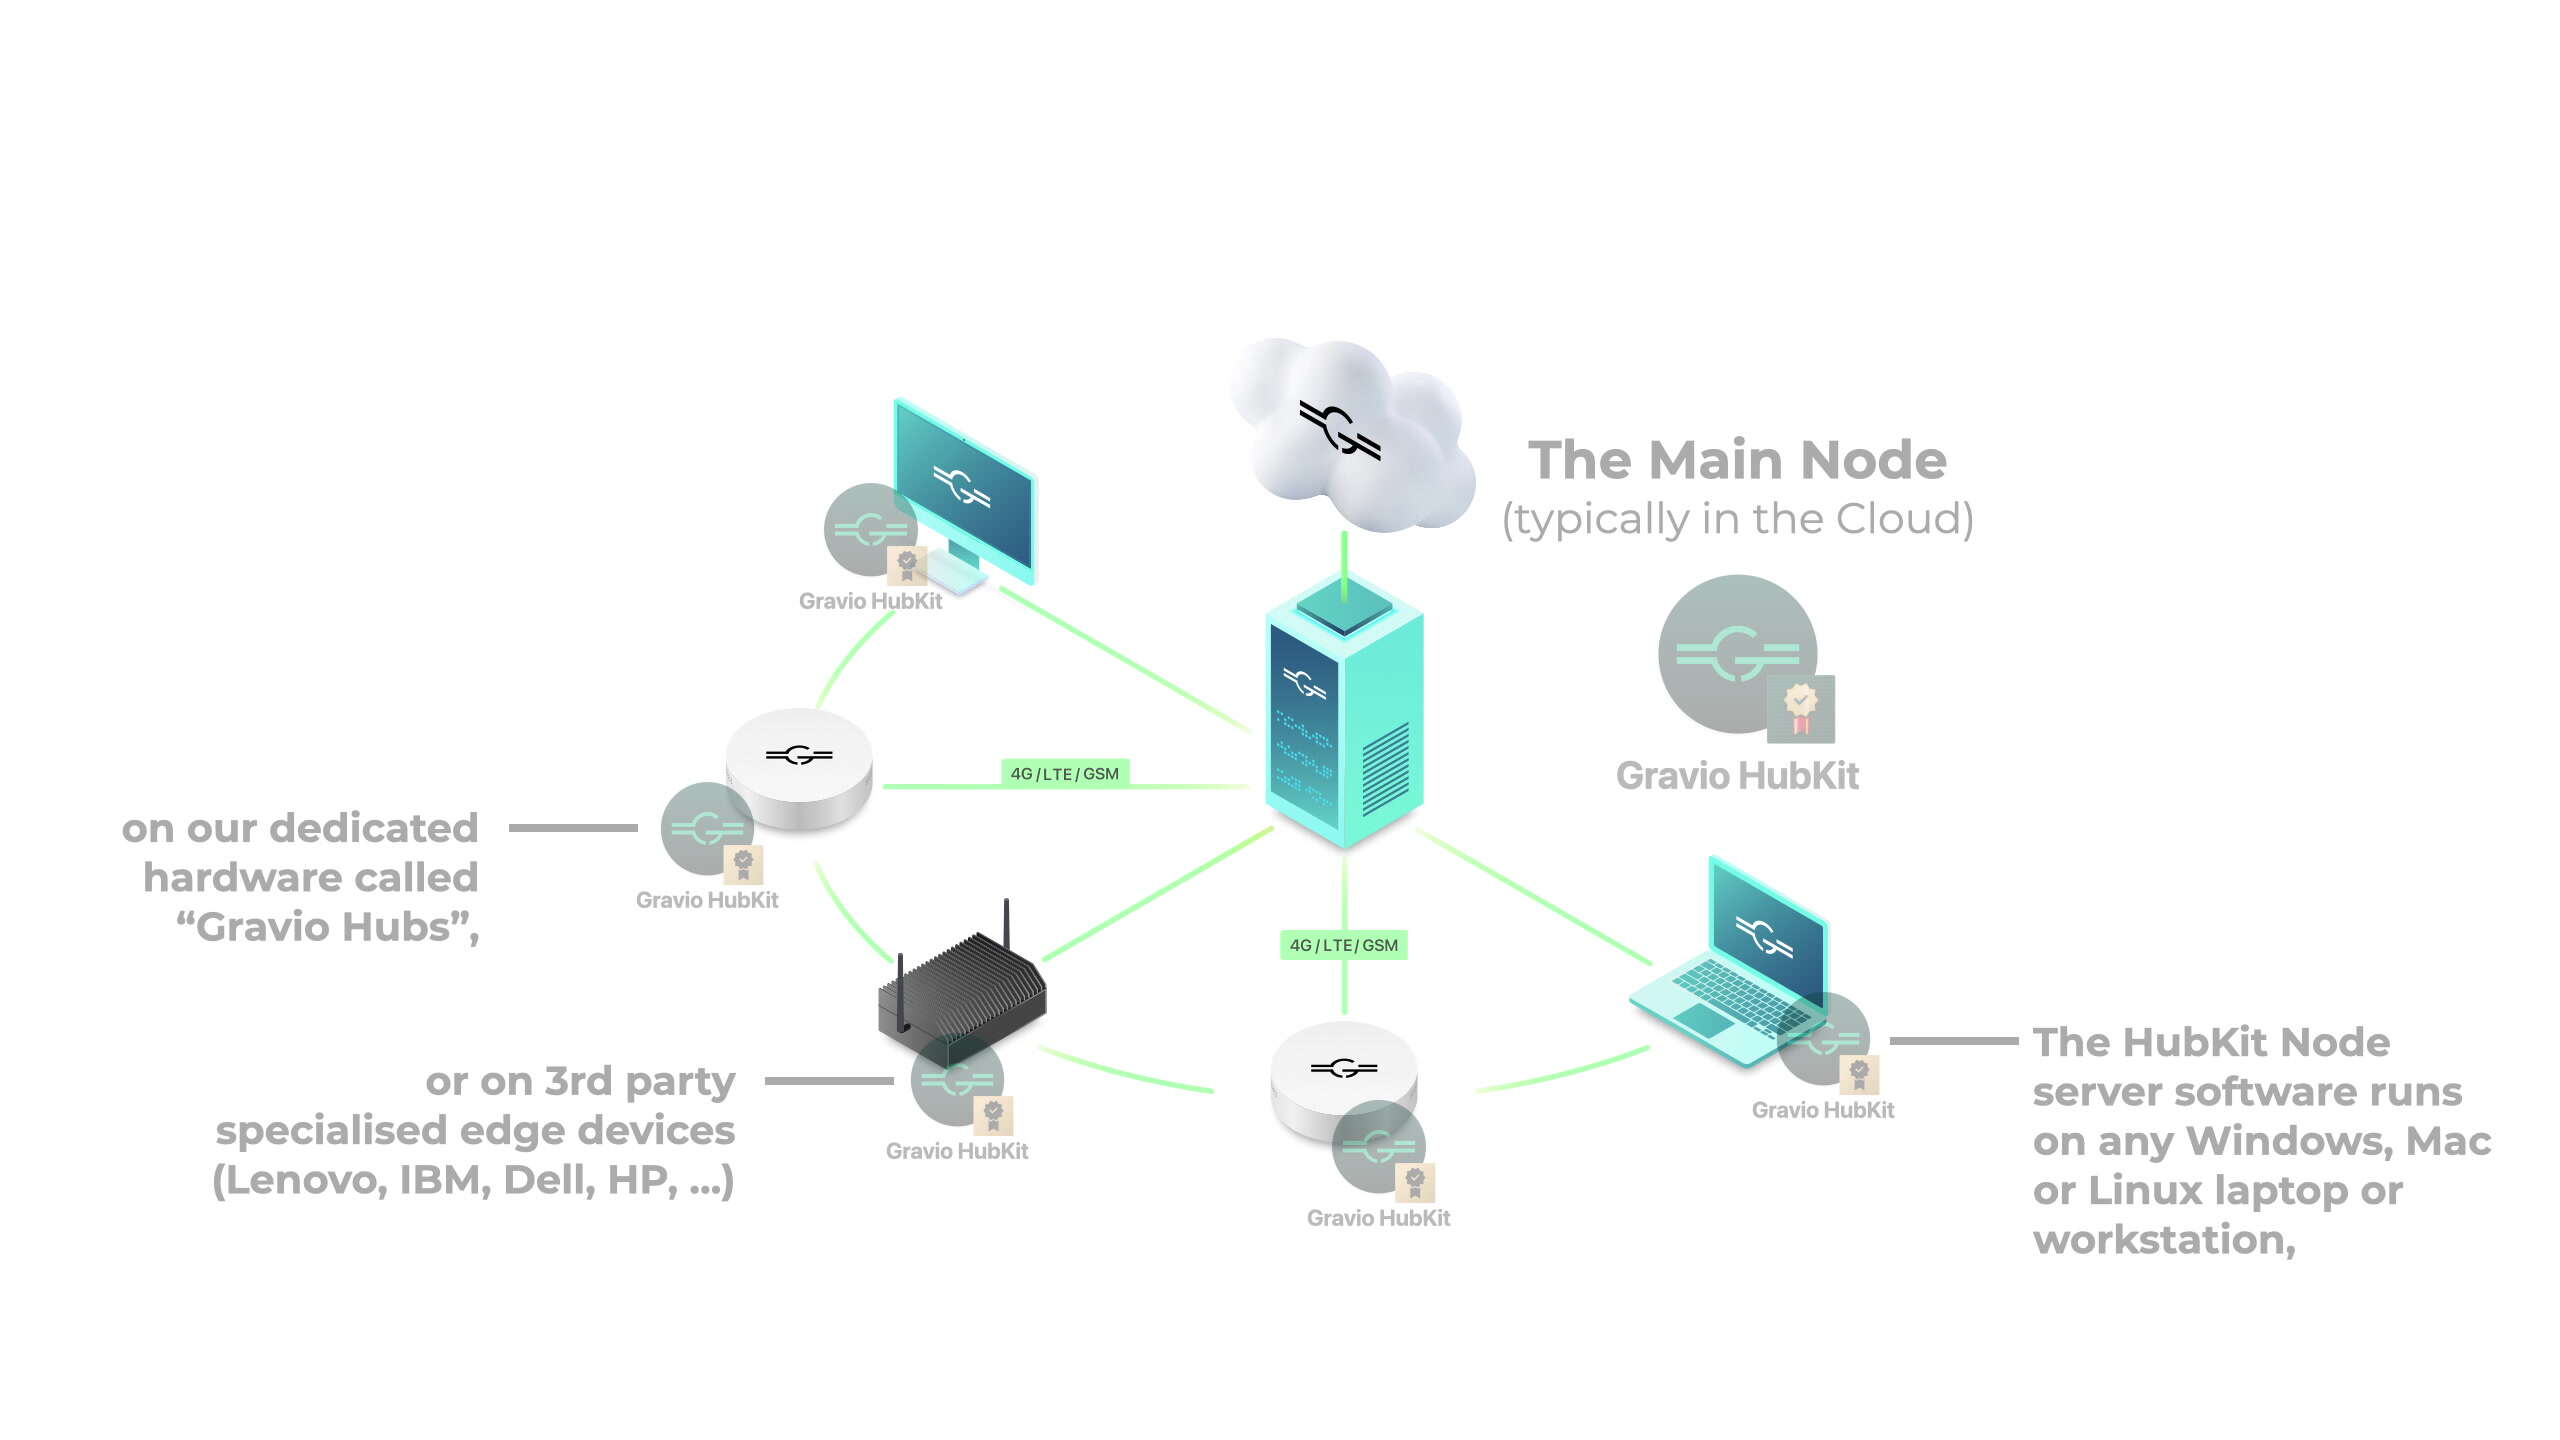 The Main Node
(typically in the Cloud)
Gravio HubKit
Gravio HubKit
4G / LTE / GSM
on our dedicated
hardware called
“Gravio Hubs”,
Gravio HubKit
4G / LTE / GSM
or on 3rd party
specialised edge devices
(Lenovo, IBM, Dell, HP, ...)
Gravio HubKit
Gravio HubKit
Gravio HubKit
The HubKit Node
server software runs
on any Windows, Mac
or Linux laptop or
workstation,